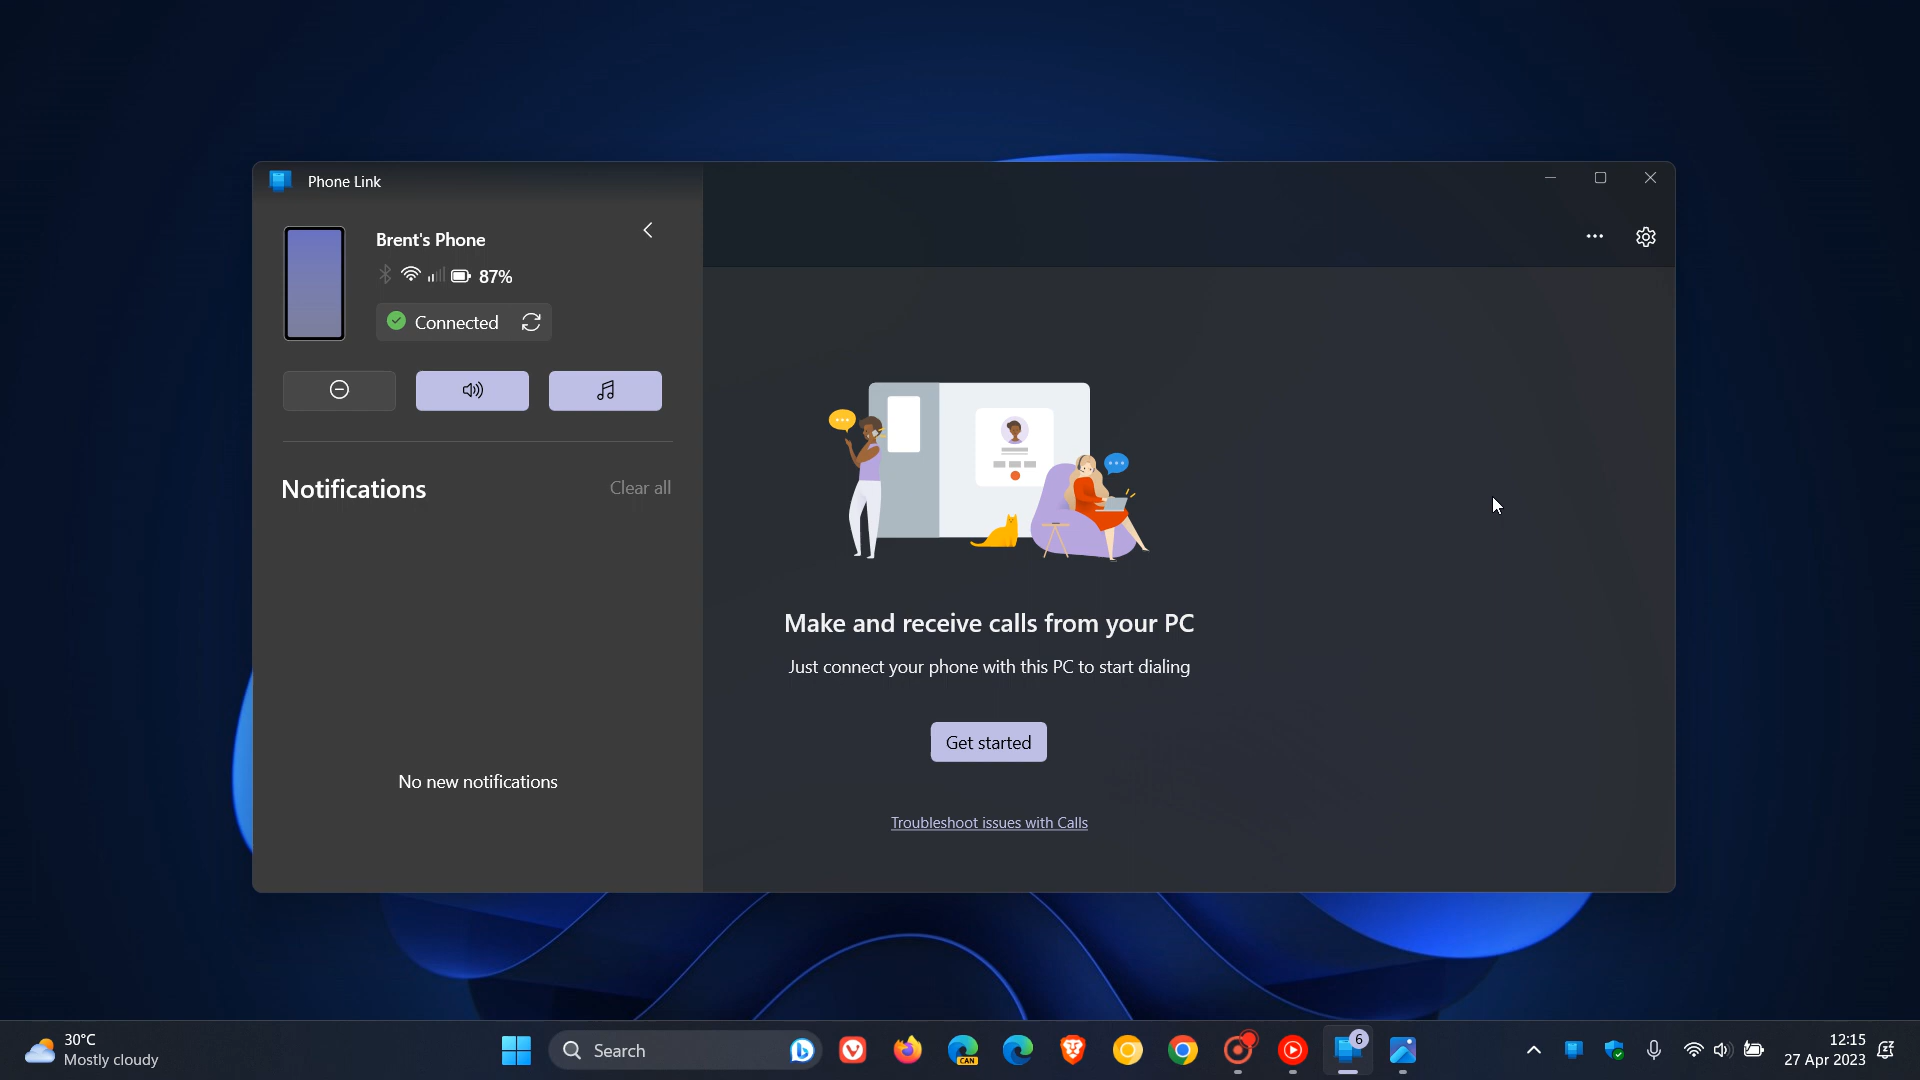 Phone Link
Brent's Phone
87%
Connected
Notifications
Clear all
No new notifications
Make and receive calls from your PC
Just connect your phone with this PC to start dialing
Get started
Troubleshoot issues with Calls
30°C
Mostly cloudy
Search
CAN
6
12:15
27 Apr 2023